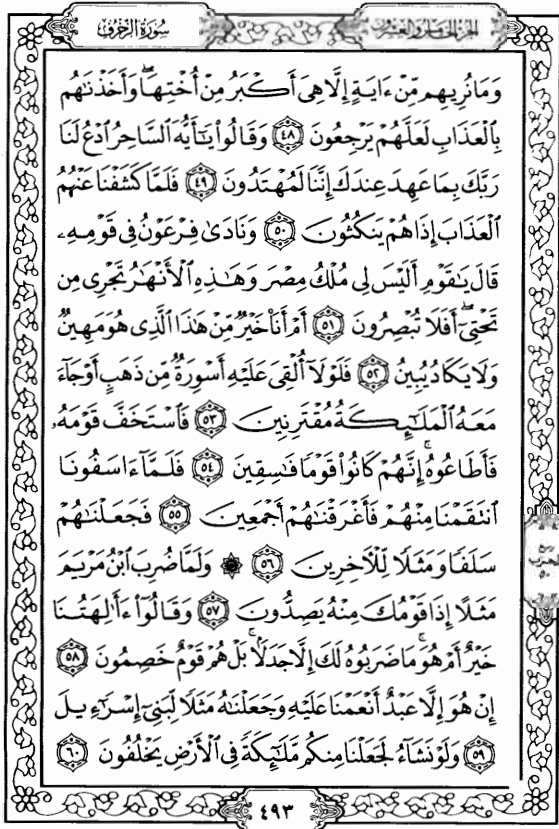 سُورَةُ الزُّخْرُفِ
الجُزْءُ الخَامِسُ وَالعِشْرُونَ
وَمَا نُرِيهِم مِّنْ ءَايَةٍ إِلَّا هِىَ أَكْبَرُ مِنْ أُخْتِهَا ۖ وَأَخَذْنَٰهُم
بِٱلْعَذَابِ لَعَلَّهُمْ يَرْجِعُونَ ٤٨ وَقَالُوا۟ يَٰٓأَيُّهَ ٱلسَّاحِرُ ٱدْعُ لَنَا
رَبَّكَ بِمَا عَهِدَ عِندَكَ إِنَّنَا لَمُهْتَدُونَ ٤٩ فَلَمَّا كَشَفْنَا عَنْهُمُ
ٱلْعَذَابَ إِذَا هُمْ يَنكُثُونَ ٥٠ وَنَادَىٰ فِرْعَوْنُ فِى قَوْمِهِۦ
قَالَ يَٰقَوْمِ أَلَيْسَ لِى مُلْكُ مِصْرَ وَهَٰذِهِ ٱلْأَنْهَٰرُ تَجْرِى مِن
تَحْتِىٓ ۖ أَفَلَا تُبْصِرُونَ ٥١ أَمْ أَنَا۠ خَيْرٌ مِّنْ هَٰذَا ٱلَّذِى هُوَ مَهِينٌ
وَلَا يَكَادُ يُبِينُ ٥٢ فَلَوْلَآ أُلْقِىَ عَلَيْهِ أَسْوِرَةٌ مِّن ذَهَبٍ أَوْ جَآءَ
مَعَهُ ٱلْمَلَٰٓئِكَةُ مُقْتَرِنِينَ ٥٣ فَٱسْتَخَفَّ قَوْمَهُۥ
فَأَطَاعُوهُ ۚ إِنَّهُمْ كَانُوا۟ قَوْمًا فَٰسِقِينَ ٥٤ فَلَمَّآ ءَاسَفُونَا
ٱنتَقَمْنَا مِنْهُمْ فَأَغْرَقْنَٰهُمْ أَجْمَعِينَ ٥٥ فَجَعَلْنَٰهُمْ
سَلَفًا وَمَثَلًا لِّلْءَاخِرِينَ ٥٦ ۞ وَلَمَّا ضُرِبَ ٱبْنُ مَرْيَمَ
مَثَلًا إِذَا قَوْمُكَ مِنْهُ يَصِدُّونَ ٥٧ وَقَالُوٓا۟ ءَأَٰلِهَتُنَا
خَيْرٌ أَمْ هُوَ ۚ مَا ضَرَبُوهُ لَكَ إِلَّا جَدَلًۢا ۚ بَلْ هُمْ قَوْمٌ خَصِمُونَ ٥٨
إِنْ هُوَ إِلَّا عَبْدٌ أَنْعَمْنَا عَلَيْهِ وَجَعَلْنَٰهُ مَثَلًا لِّبَنِىٓ إِسْرَٰٓءِيلَ
٥٩ وَلَوْ نَشَآءُ لَجَعَلْنَا مِنكُم مَّلَٰٓئِكَةً فِى ٱلْأَرْضِ يَخْلُفُونَ ٦٠
٤٩٣